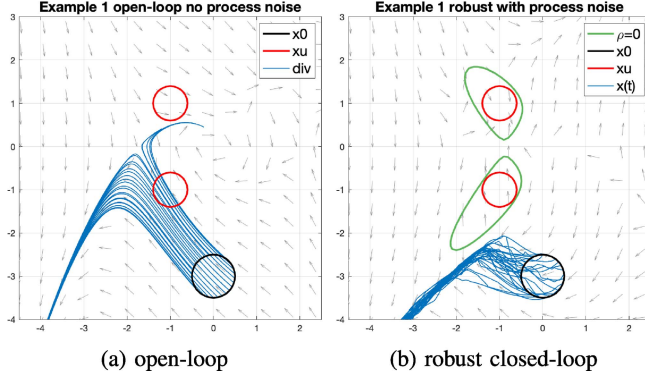 Example 1 open-loop no process noise
3
2
1
0
-1
-2
-3
-4
-4 -3 -2 -1 0 1 2
x0
xu
div
(a) open-loop
Example 1 robust with process noise
3
2
1
0
-1
-2
-3
-4
-4 -3 -2 -1 0 1 2
ρ=0
x0
xu
x(t)
(b) robust closed-loop